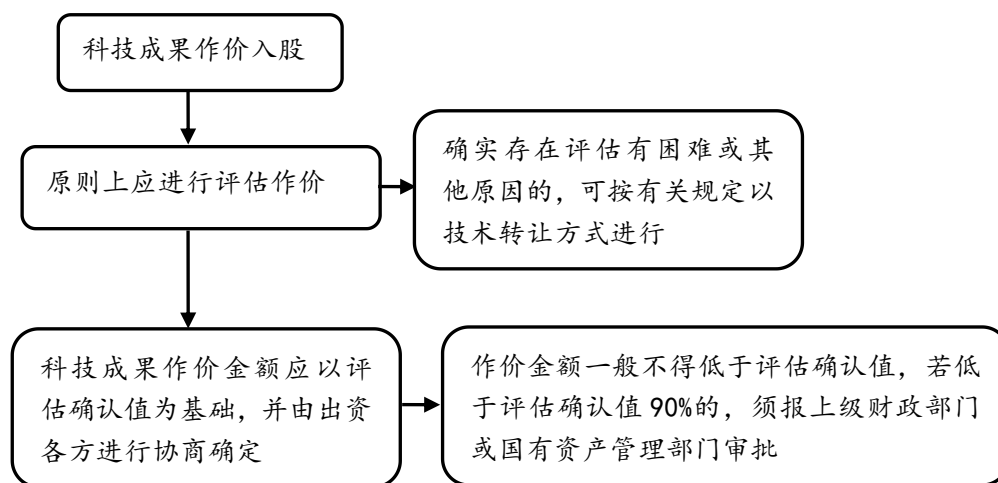 科技成果作价入股
原则上应进行评估作价
确实存在评估有困难或其
他原因的，可按有关规定以
技术转让方式进行
科技成果作价金额应以评
估确认值为基础，并由出资
各方进行协商确定
作价金额一般不得低于评估确认值，若低
于评估确认值 90%的，须报上级财政部门
或国有资产管理部门审批